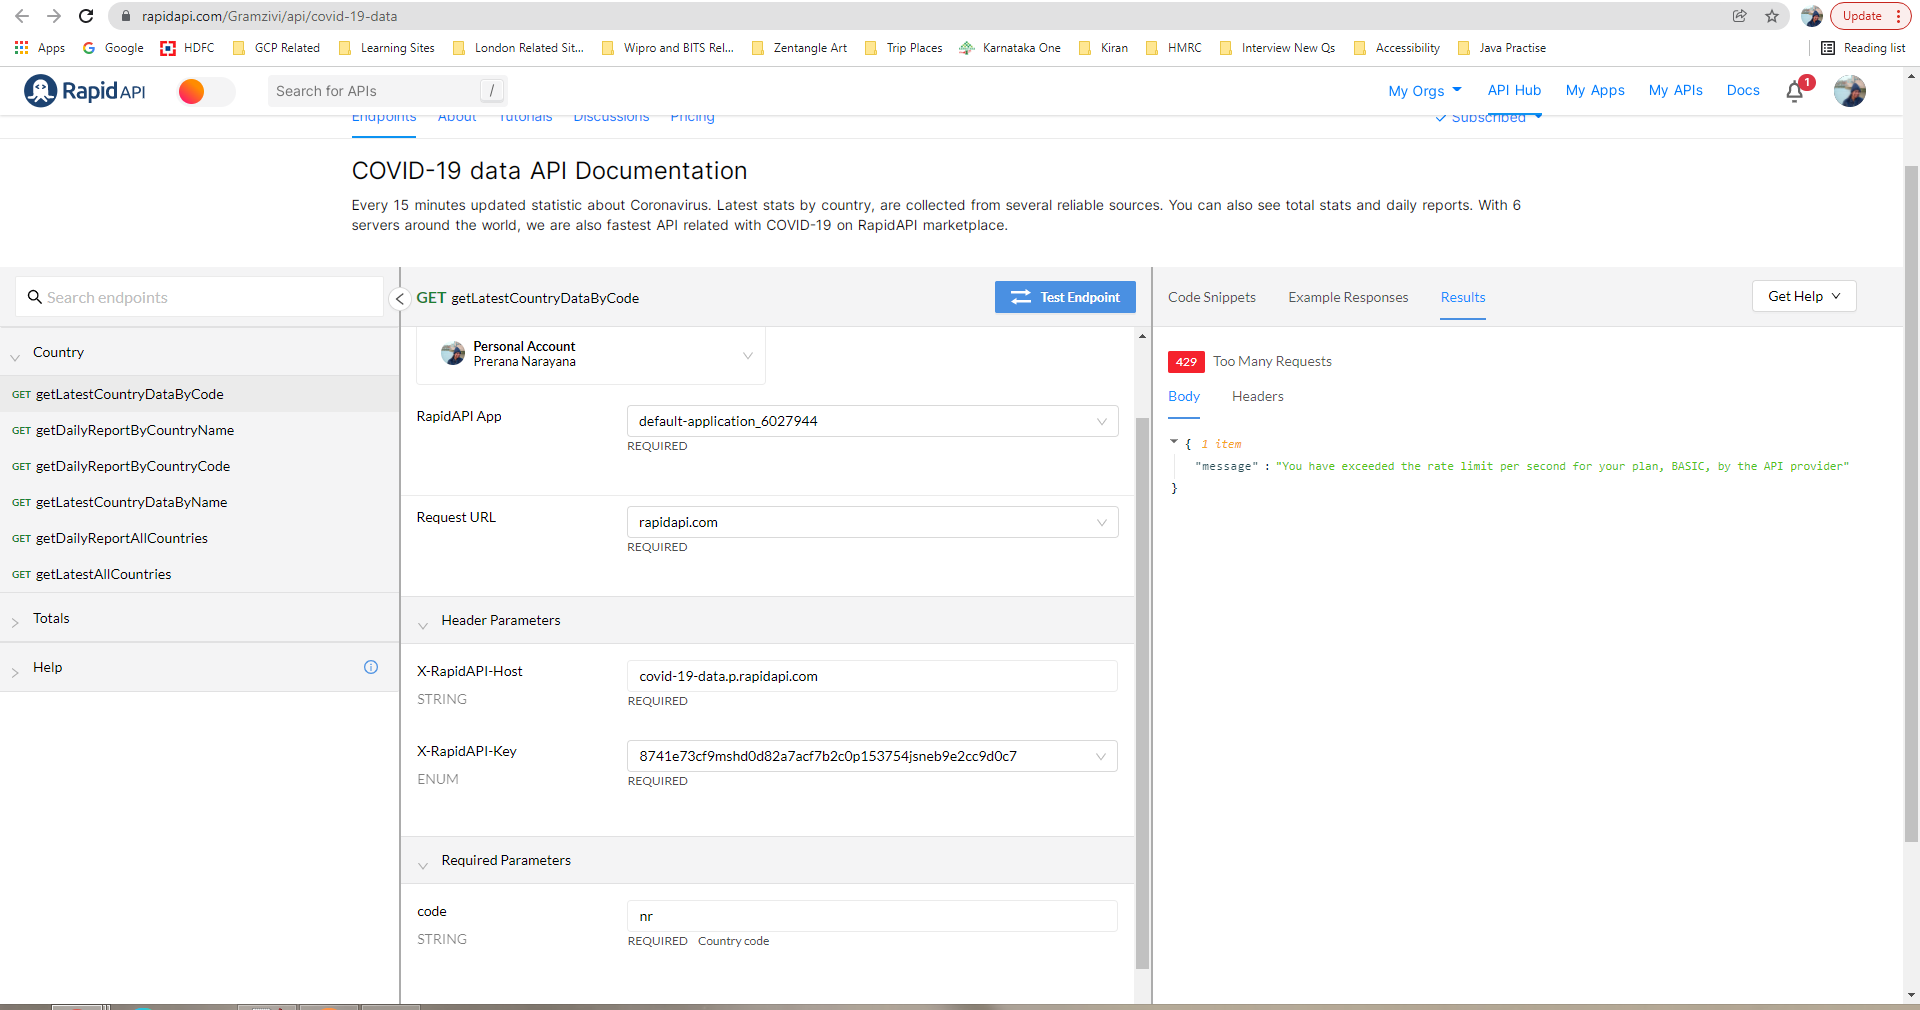 rapidapi.com/Gramzivi/api/covid-19-data
Update
Apps Google HDFC GCP Related Learning Sites London Related Sit... Wipro and BITS Rel... Zentangle Art Trip Places Karnataka One Kiran HMRC Interview New Qs Accessibility Java Practise Reading list
Rapid API
Search for APIs /
My Orgs API Hub My Apps My APIs Docs 1
Endpoints About Tutorials Discussions Pricing Subscribed
COVID-19 data API Documentation
Every 15 minutes updated statistic about Coronavirus. Latest stats by country, are collected from several reliable sources. You can also see total stats and daily reports. With 6
servers around the world, we are also fastest API related with COVID-19 on RapidAPI marketplace.
Search endpoints
Country
GET getLatestCountryDataByCode
GET getDailyReportByCountryName
GET getDailyReportByCountryCode
GET getLatestCountryDataByName
GET getDailyReportAllCountries
GET getLatestAllCountries
Totals
Help
GET getLatestCountryDataByCode
Test Endpoint
Personal Account
Prerana Narayana
RapidAPI App
default-application_6027944
REQUIRED
Request URL
rapidapi.com
REQUIRED
Header Parameters
X-RapidAPI-Host
STRING
covid-19-data.p.rapidapi.com
REQUIRED
X-RapidAPI-Key
ENUM
8741e73cf9mshd0d82a7acf7b2c0p153754jsneb9e2cc9d0c7
REQUIRED
Required Parameters
code
STRING
nr
REQUIRED Country code
Code Snippets Example Responses Results
Get Help
429 Too Many Requests
Body Headers
{ 1 item
"message" : "You have exceeded the rate limit per second for your plan, BASIC, by the API provider"
}